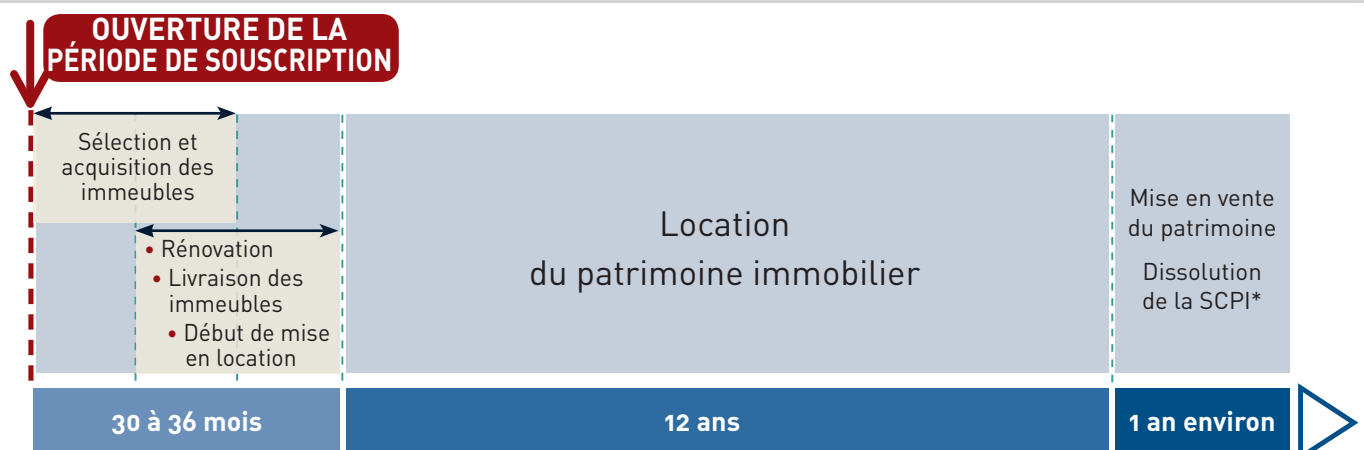 OUVERTURE DE LA
PÉRIODE DE SOUSCRIPTION
Sélection et
acquisition des
immeubles
• Rénovation
• Livraison des
immeubles
• Début de mise
en location
Location
du patrimoine immobilier
Mise en vente
du patrimoine
Dissolution
de la SCPI*
30 à 36 mois
12 ans
1 an environ